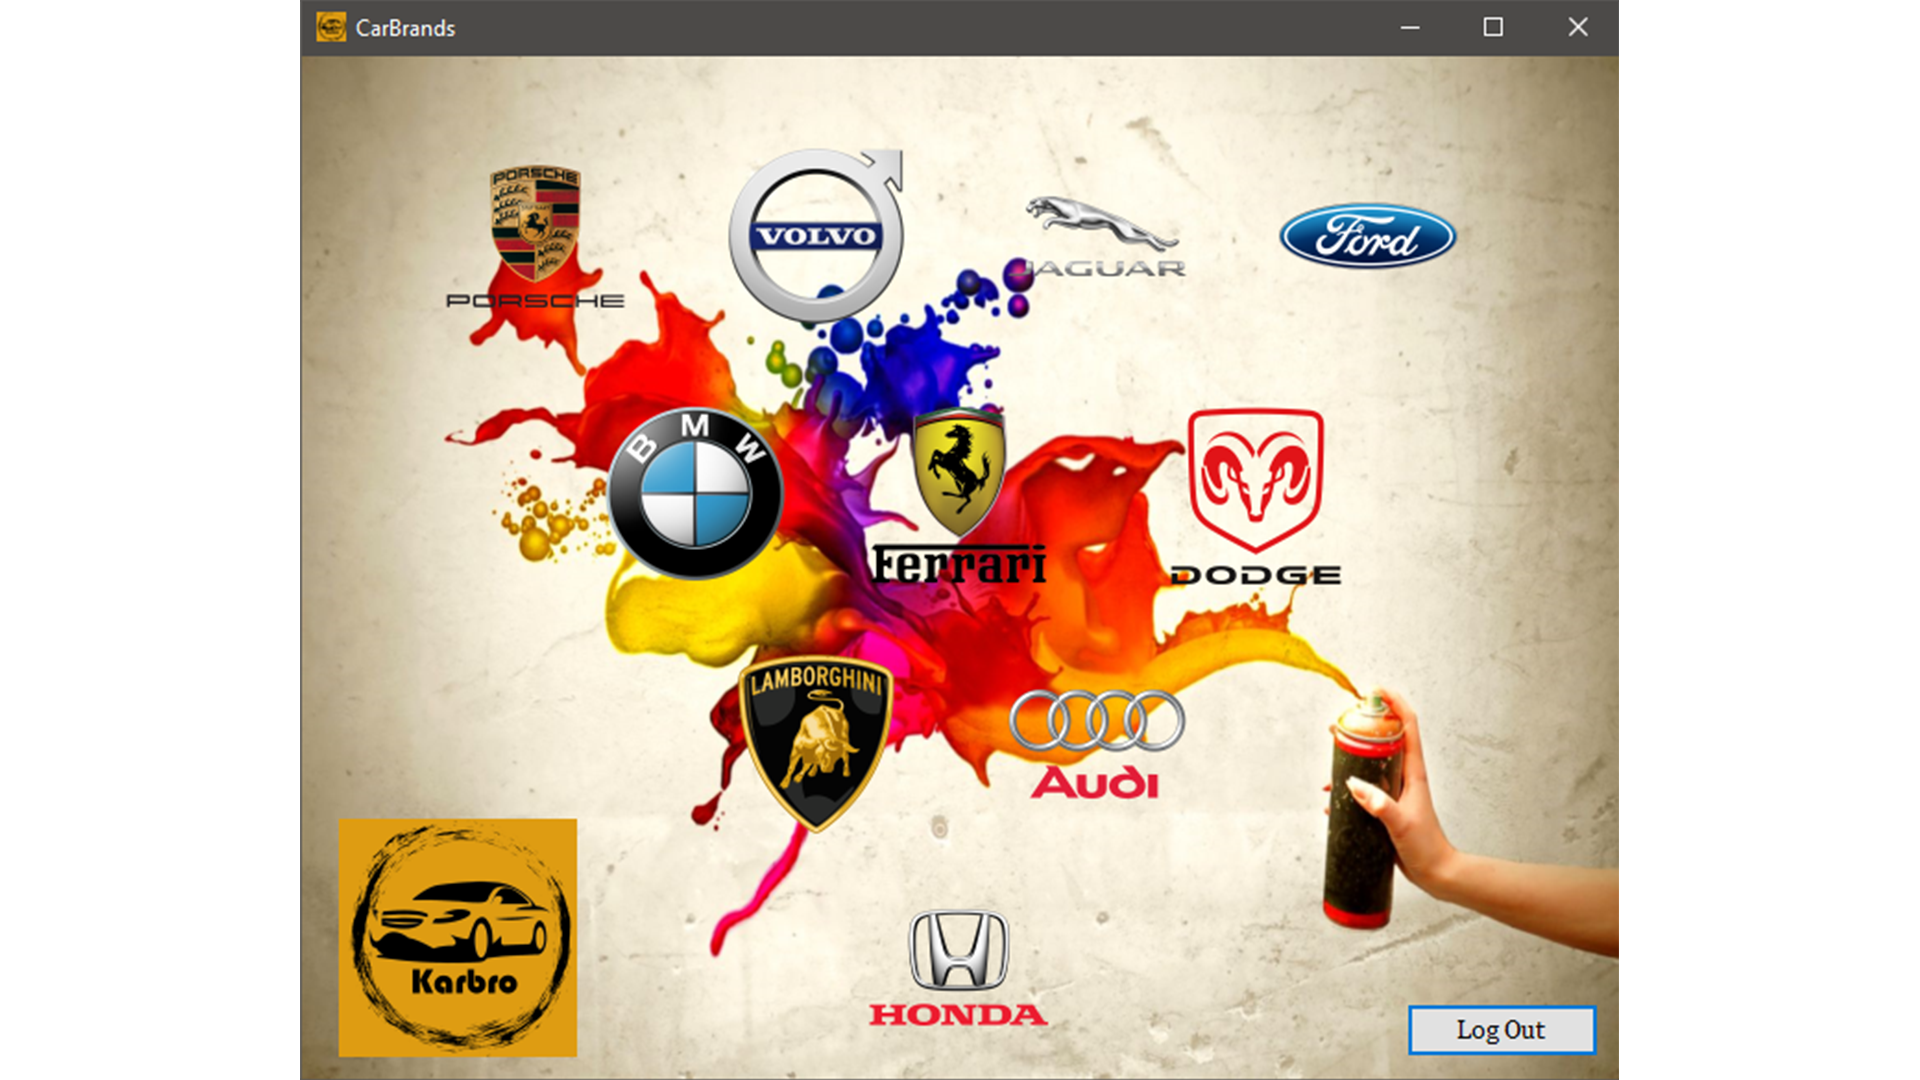 CarBrands
PORSCHE
PORSCHE
VOLVO
JAGUAR
Ford
BMW
Ferrari
DODGE
LAMBORGHINI
Audi
Karbro
HONDA
Log Out